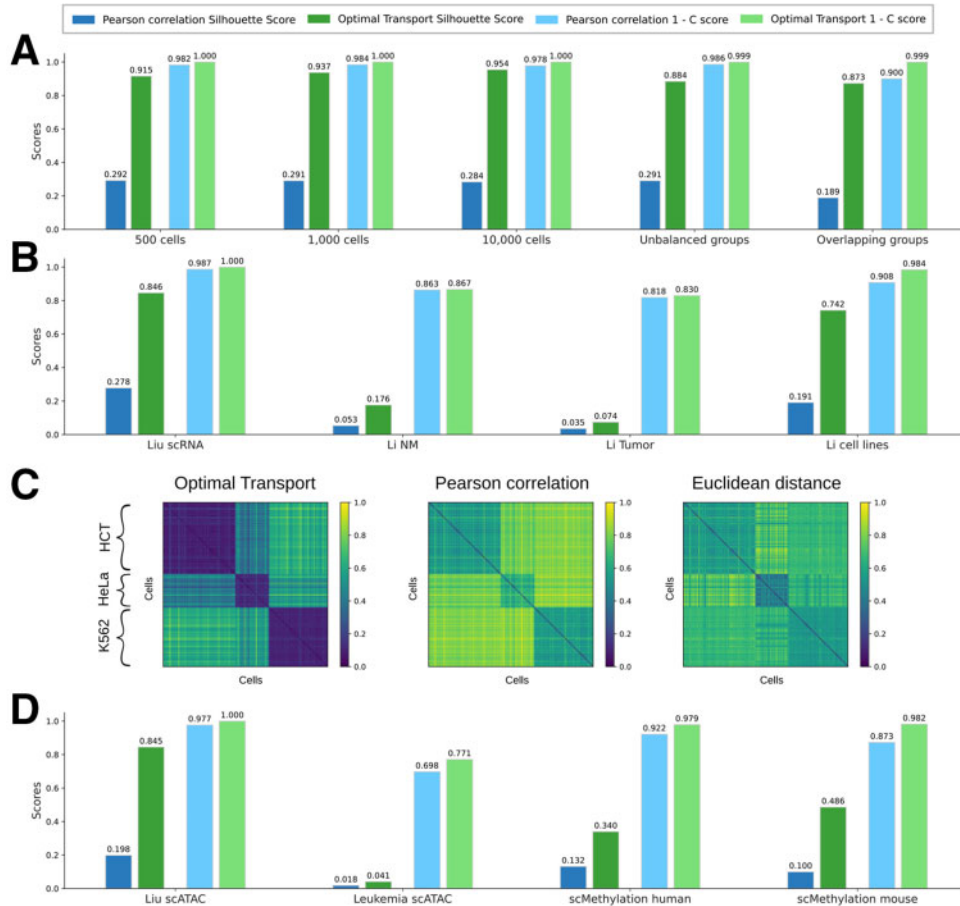 Pearson correlation Silhouette Score Optimal Transport Silhouette Score Pearson correlation 1 - C score Optimal Transport 1 - C score
A
Scores
1.0
0.8
0.6
0.4
0.2
0.0
0.292 0.915 0.982 1.000
0.291 0.937 0.984 1.000
0.284 0.954 0.978 1.000
0.291 0.884 0.986 0.999
0.189 0.873 0.900 0.999
500 cells 1,000 cells 10,000 cells Unbalanced groups Overlapping groups
B
Scores
1.0
0.8
0.6
0.4
0.2
0.0
0.278 0.846 0.987 1.000
0.053 0.176 0.863 0.867
0.035 0.074 0.818 0.830
0.191 0.742 0.908 0.984
Liu scRNA Li NM Li Tumor Li cell lines
C
Optimal Transport Pearson correlation Euclidean distance
HCT
HeLa
K562
Cells Cells Cells
1.0 1.0 1.0
0.8 0.8 0.8
0.6 0.6 0.6
0.4 0.4 0.4
0.2 0.2 0.2
0.0 0.0 0.0
Cells Cells Cells
D
Scores
1.0
0.8
0.6
0.4
0.2
0.0
0.198 0.845 0.977 1.000
0.018 0.041 0.698 0.771
0.132 0.340 0.922 0.979
0.100 0.486 0.873 0.982
Liu scATAC Leukemia scATAC scMethylation human scMethylation mouse